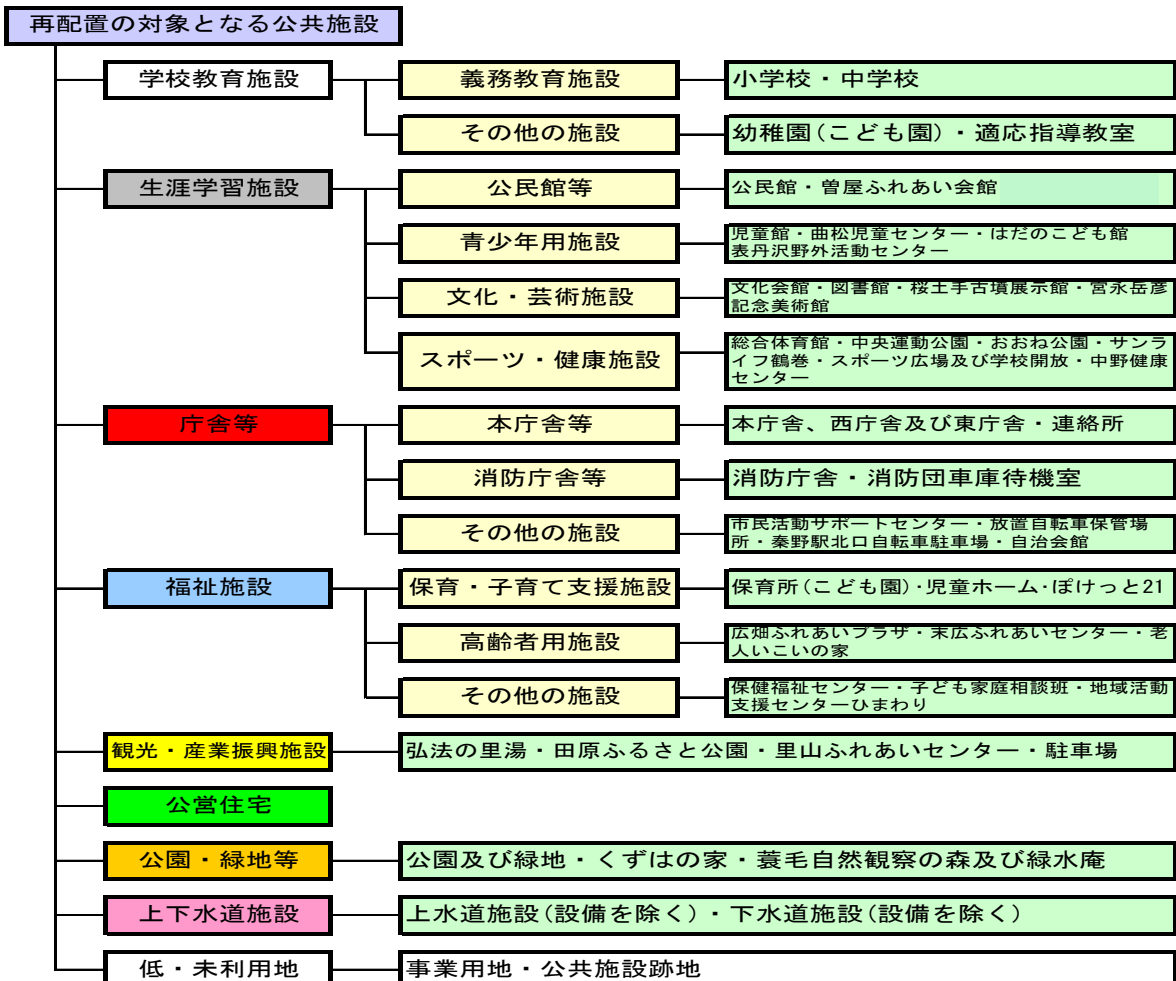 再配置の対象となる公共施設
学校教育施設
義務教育施設
小学校・中学校
その他の施設
幼稚園(こども園)・適応指導教室
生涯学習施設
公民館等
公民館・曽屋ふれあい会館
青少年用施設
児童館・曲松児童センター・はだのこども館
表丹沢野外活動センター
文化・芸術施設
文化会館・図書館・桜土手古墳展示館・宮永岳彦
記念美術館
スポーツ・健康施設
総合体育館・中央運動公園・おおね公園・サンラ
イフ鶴巻・スポーツ広場及び学校開放・中野健康
センター
庁舎等
本庁舎等
本庁舎、西庁舎及び東庁舎・連絡所
消防庁舎等
消防庁舎・消防団車庫待機室
その他の施設
市民活動サポートセンター・放置自転車保管場
所・秦野駅北口自転車駐車場・自治会館
福祉施設
保育・子育て支援施設
保育所(こども園)・児童ホーム・ぽけっと21
高齢者用施設
広畑ふれあいプラザ・末広ふれあいセンター・老
人いこいの家
その他の施設
保健福祉センター・子ども家庭相談班・地域活動
支援センターひまわり
観光・産業振興施設
弘法の里湯・田原ふるさと公園・里山ふれあいセンター・駐車場
公営住宅
公園・緑地等
公園及び緑地・くずはの家・蓑毛自然観察の森及び緑水庵
上下水道施設
上水道施設(設備を除く)・下水道施設(設備を除く)
低・未利用地
事業用地・公共施設跡地